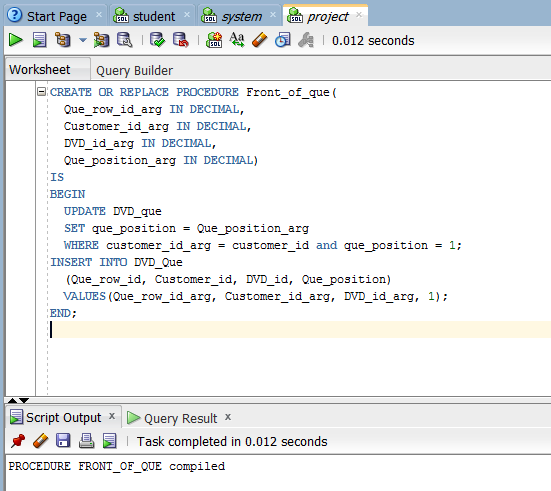 Start Page student system project
0.012 seconds
Worksheet Query Builder
CREATE OR REPLACE PROCEDURE Front_of_que(
Que_row_id_arg IN DECIMAL,
Customer_id_arg IN DECIMAL,
DVD_id_arg IN DECIMAL,
Que_position_arg IN DECIMAL)
IS
BEGIN
UPDATE DVD_que
SET que_position = Que_position_arg
WHERE customer_id_arg = customer_id and que_position = 1;
INSERT INTO DVD_Que
(Que_row_id, Customer_id, DVD_id, Que_position)
VALUES(Que_row_id_arg, Customer_id_arg, DVD_id_arg, 1);
END;
Script Output Query Result
Task completed in 0.012 seconds
PROCEDURE FRONT_OF_QUE compiled